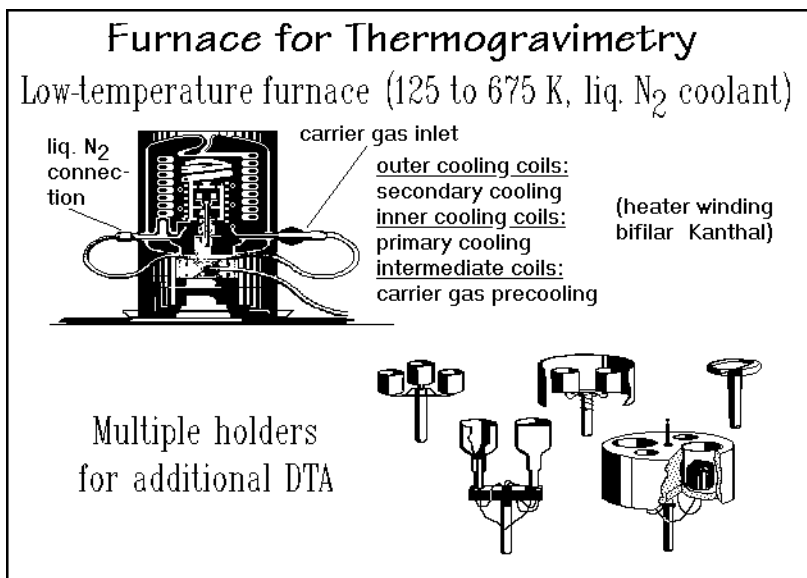 Furnace for Thermogravimetry
Low-temperature furnace (125 to 675 K, liq. N₂ coolant)
liq. N₂
connec-
tion
carrier gas inlet
outer cooling coils:
secondary cooling
inner cooling coils:
primary cooling
intermediate coils:
carrier gas precooling
(heater winding
bifilar Kanthal)
Multiple holders
for additional DTA